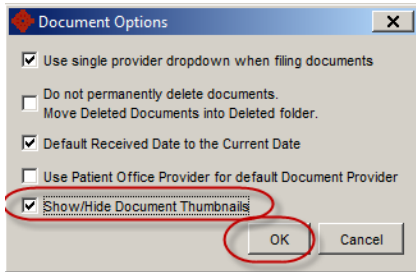 Document Options
Use single provider dropdown when filing documents
Do not permanently delete documents.
Move Deleted Documents into Deleted folder.
Default Received Date to the Current Date
Use Patient Office Provider for default Document Provider
Show/Hide Document Thumbnails
OK Cancel